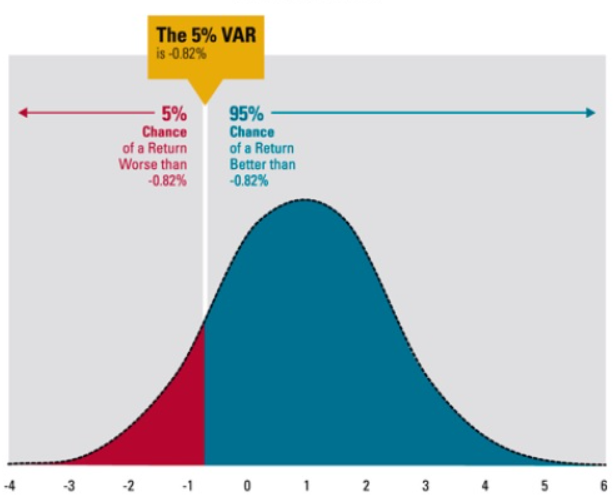 The 5% VAR
is -0.82%
5%
Chance
of a Return
Worse than
-0.82%
95%
Chance
of a Return
Better than
-0.82%
-4 -3 -2 -1 0 1 2 3 4 5 6